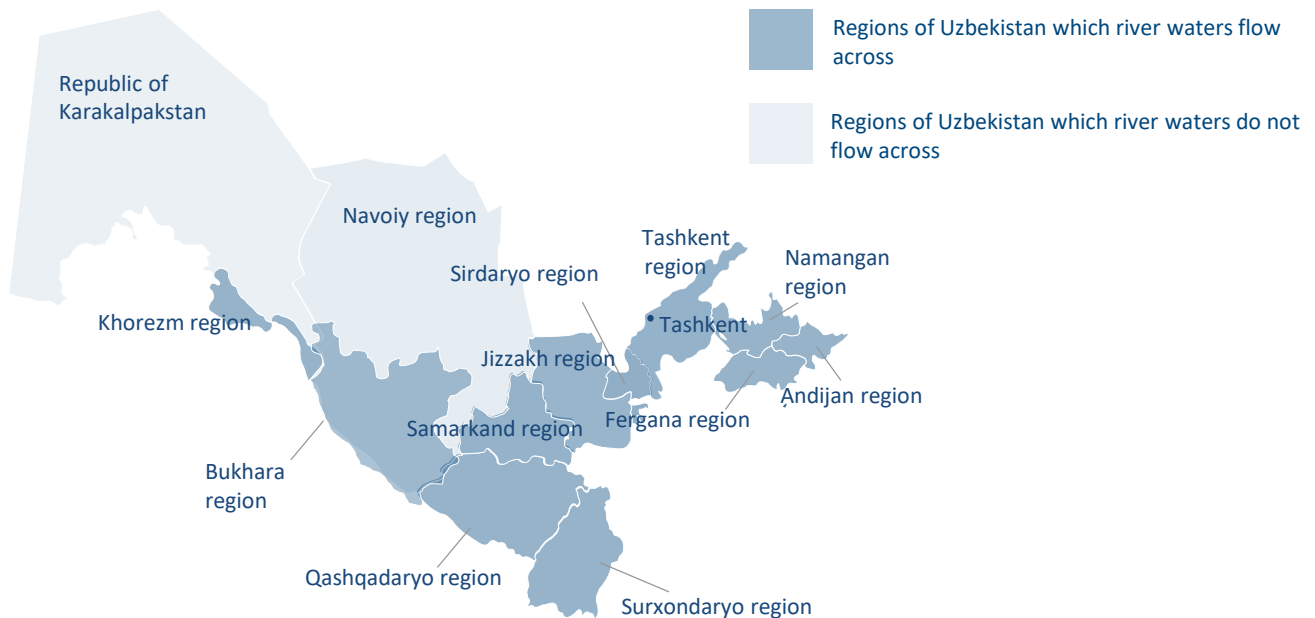 Regions of Uzbekistan which river waters flow
across
Republic of
Karakalpakstan
Regions of Uzbekistan which river waters do not
flow across
Navoiy region
Tashkent
region
Namangan
region
Sirdaryo region
Khorezm region
Tashkent
Jizzakh region
Andijan region
Fergana region
Samarkand region
Bukhara
region
Qashqadaryo region
Surxondaryo region